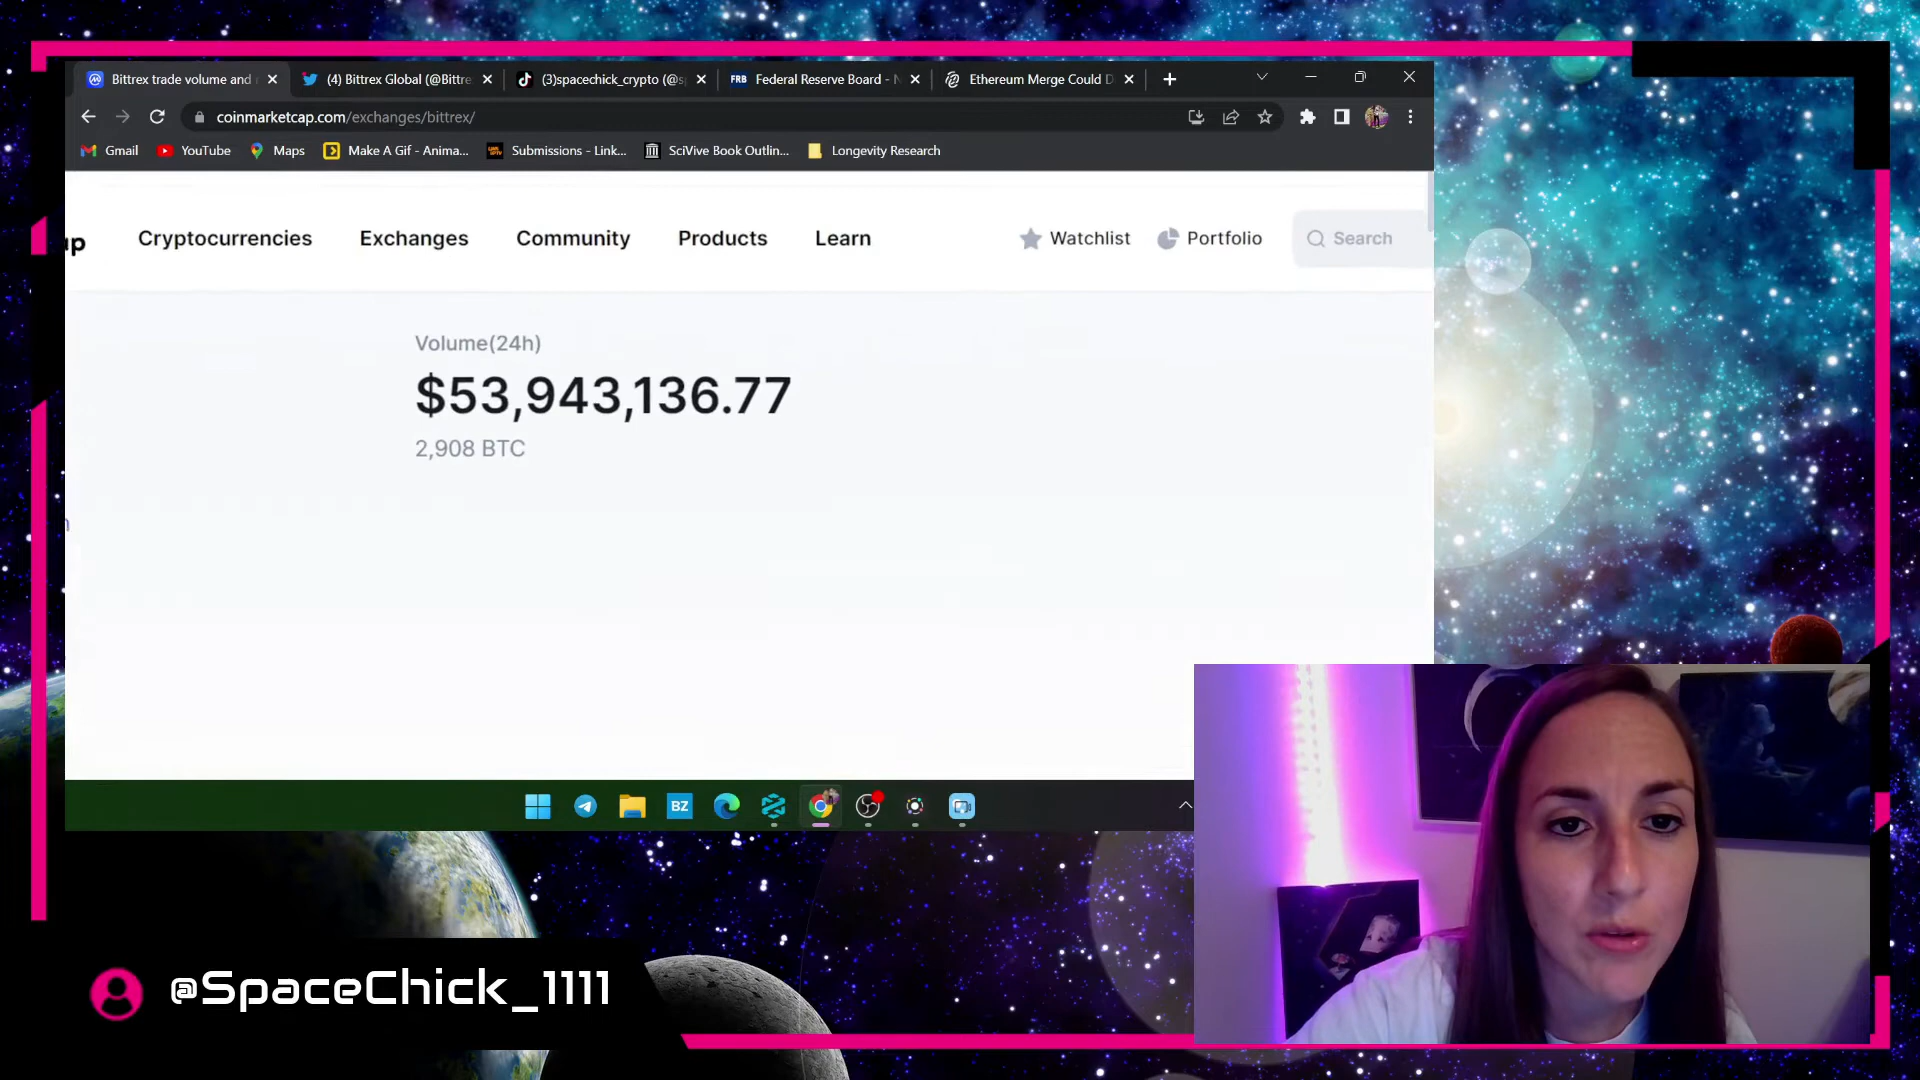 Bittrex trade volume and
(4) Bittrex Global (@Bittre
(3)spacechick_crypto (@s
FRB Federal Reserve Board - N
Ethereum Merge Could D
coinmarketcap.com/exchanges/bittrex/
Gmail YouTube Maps Make A Gif - Anima... Submissions - Link... SciVive Book Outlin... Longevity Research
up Cryptocurrencies Exchanges Community Products Learn Watchlist Portfolio Search
Volume(24h)
$53,943,136.77
2,908 BTC
BZ
@SpaceChick_1111